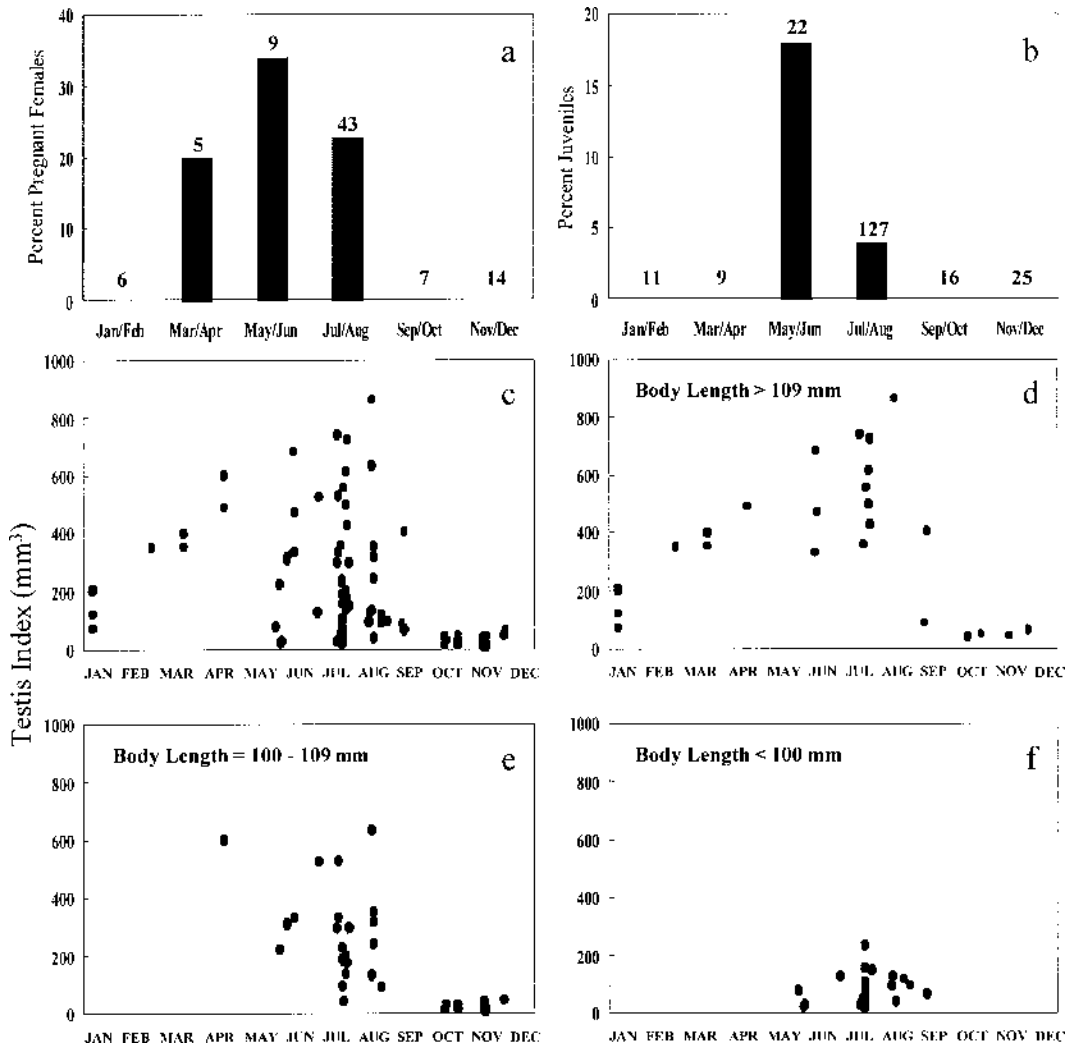 40
30
20
10
0
Percent Pregnant Females
a
6
5
9
43
7
14
Jan/Feb Mar/Apr May/Jun Jul/Aug Sep/Oct Nov/Dec
20
15
10
5
0
Percent Juveniles
b
11
9
22
127
16
25
Jan/Feb Mar/Apr May/Jun Jul/Aug Sep/Oct Nov/Dec
Testis Index (mm³)
1000
800
600
400
200
0
c
JAN FEB MAR APR MAY JUN JUL AUG SEP OCT NOV DEC
1000
800
600
400
200
0
Body Length > 109 mm
d
JAN FEB MAR APR MAY JUN JUL AUG SEP OCT NOV DEC
1000
800
600
400
200
0
Body Length = 100 - 109 mm
e
JAN FEB MAR APR MAY JUN JUL AUG SEP OCT NOV DEC
1000
800
600
400
200
0
Body Length < 100 mm
f
JAN FEB MAR APR MAY JUN JUL AUG SEP OCT NOV DEC